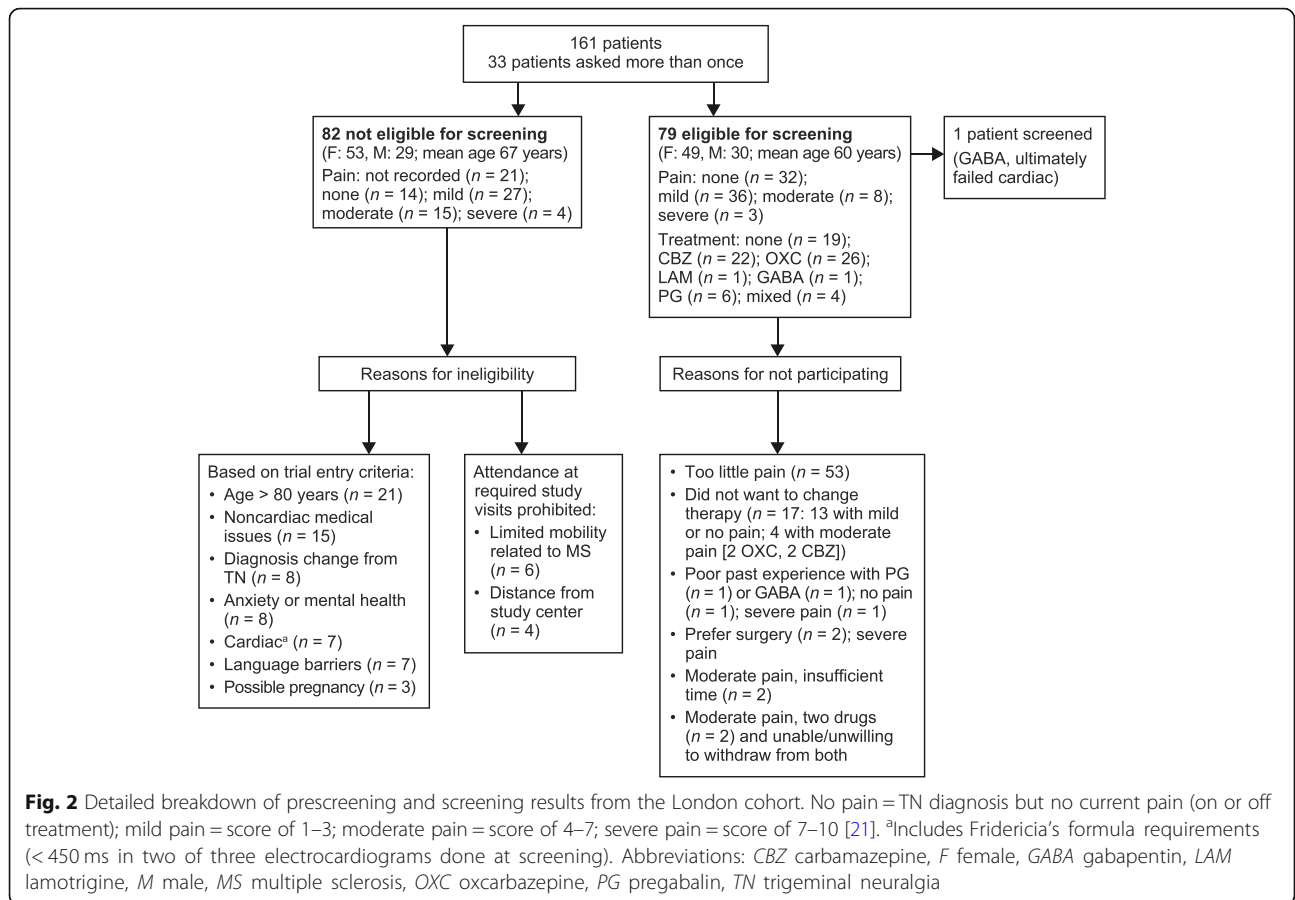 161 patients
33 patients asked more than once
82 not eligible for screening
(F: 53, M: 29; mean age 67 years)
Pain: not recorded (n = 21);
none (n = 14); mild (n = 27);
moderate (n = 15); severe (n = 4)
79 eligible for screening
(F: 49, M: 30; mean age 60 years)
Pain: none (n = 32);
mild (n = 36); moderate (n = 8);
severe (n = 3)
Treatment: none (n = 19);
CBZ (n = 22); OXC (n = 26);
LAM (n = 1); GABA (n = 1);
PG (n = 6); mixed (n = 4)
1 patient screened
(GABA, ultimately
failed cardiac)
Reasons for ineligibility
Reasons for not participating
Based on trial entry criteria:
• Age > 80 years (n = 21)
• Noncardiac medical
issues (n = 15)
• Diagnosis change from
TN (n = 8)
• Anxiety or mental health
(n = 8)
• Cardiacᵃ (n = 7)
• Language barriers (n = 7)
• Possible pregnancy (n = 3)
Attendance at
required study
visits prohibited:
• Limited mobility
related to MS
(n = 6)
• Distance from
study center
(n = 4)
• Too little pain (n = 53)
• Did not want to change
therapy (n = 17: 13 with mild
or no pain; 4 with moderate
pain [2 OXC, 2 CBZ])
• Poor past experience with PG
(n = 1) or GABA (n = 1); no pain
(n = 1); severe pain (n = 1)
• Prefer surgery (n = 2); severe
pain
• Moderate pain, insufficient
time (n = 2)
• Moderate pain, two drugs
(n = 2) and unable/unwilling
to withdraw from both
Fig. 2 Detailed breakdown of prescreening and screening results from the London cohort. No pain = TN diagnosis but no current pain (on or off
treatment); mild pain = score of 1–3; moderate pain = score of 4–7; severe pain = score of 7–10 [21]. ᵃIncludes Fridericia's formula requirements
(< 450 ms in two of three electrocardiograms done at screening). Abbreviations: CBZ carbamazepine, F female, GABA gabapentin, LAM
lamotrigine, M male, MS multiple sclerosis, OXC oxcarbazepine, PG pregabalin, TN trigeminal neuralgia